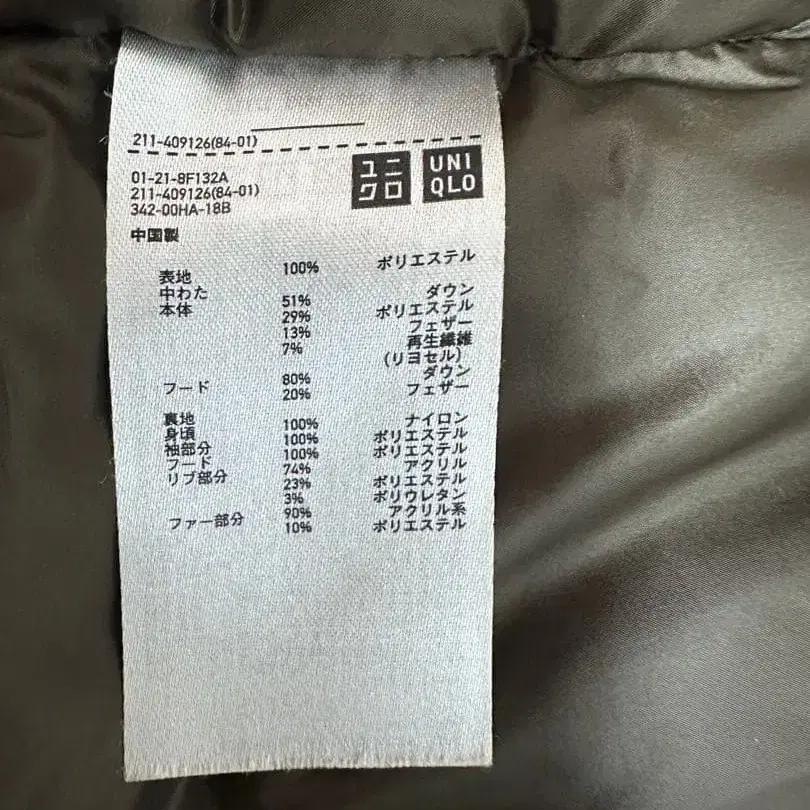 211-409126(84-01)
01-21-8F132A
211-409126(84-01)
342-00HA-18B
中国製
ユニ
クロ
UNI
QLO
表地 100% ポリエステル
中わた
本体 51% ダウン
29% ポリエステル
13% フェザー
7% 再生繊維
(リヨセル)
フード 80% ダウン
20% フェザー
裏地
身頃 100% ナイロン
袖部分 100% ポリエステル
フード 100% ポリエステル
リブ部分 74% アクリル
23% ポリエステル
3% ポリウレタン
ファー部分 90% アクリル系
10% ポリエステル